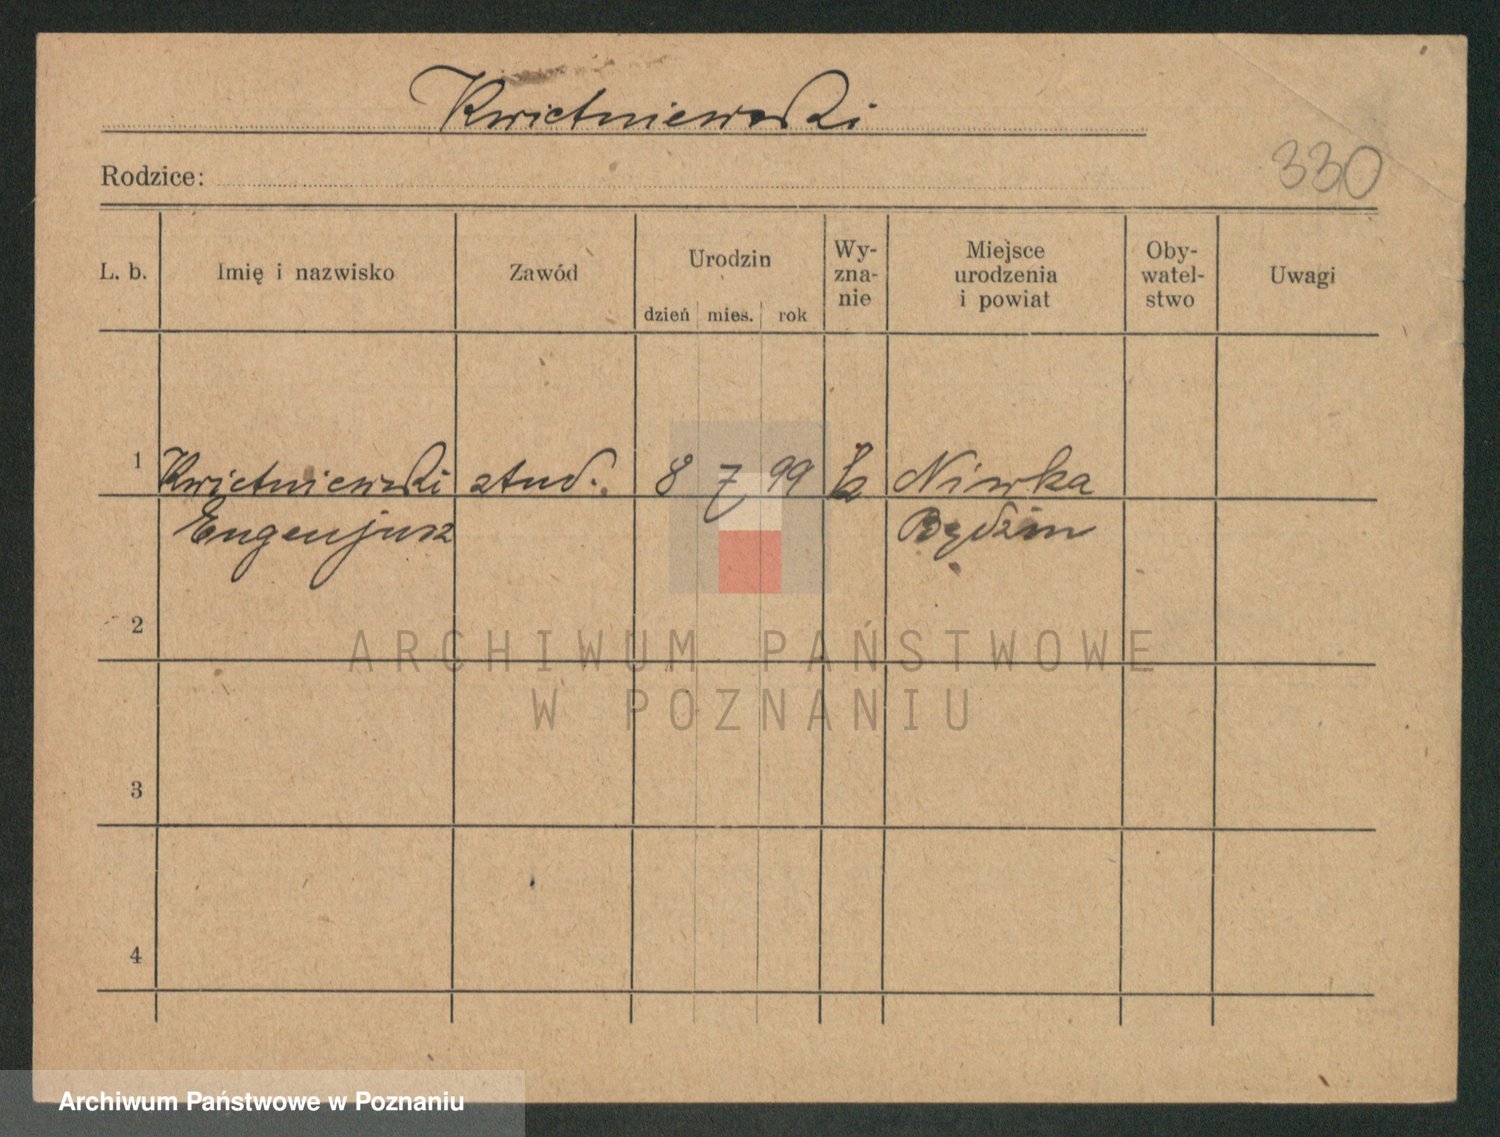 Kwietniewski
330
Rodzice:
L. b. Imię i nazwisko Zawód Urodzin Wy- Miejsce Oby- Uwagi
zna- urodzenia watel-
nie i powiat stwo
dzień mies. rok
1 Kwietniewski stud. 8 7 99 Niwka
Eugenjusz Będzin
2
ARCHIWUM PAŃSTWOWE
W POZNANIU
3
4
Archiwum Państwowe w Poznaniu